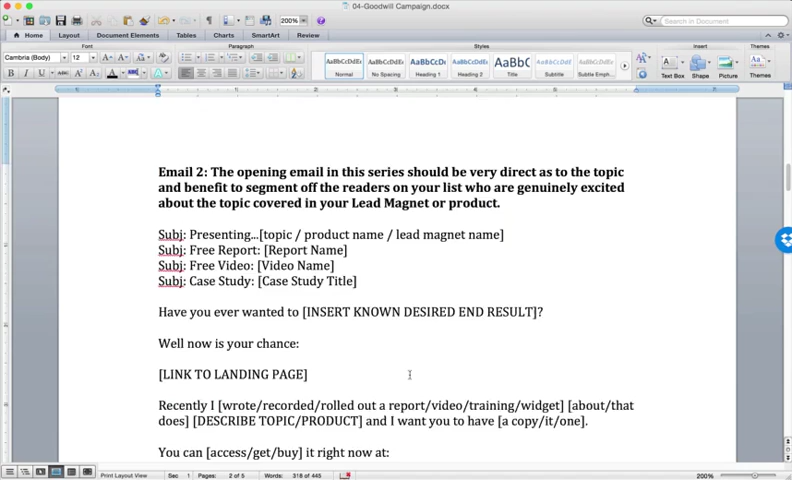 04-Goodwill Campaign.docx
200%
Search in Document
Home Layout Document Elements Tables Charts SmartArt Review
Font Paragraph Styles Insert Themes
Cambria (Body) 12
AaBbCcDdEe AaBbCcDdEe AaBbCcDc AaBbCcDc AaBbC AaBbCcDdEe AaBbCcDdEe
Normal No Spacing Heading 1 Heading 2 Title Subtitle Subtle Emph...
Text Box Shape Picture Themes
Email 2: The opening email in this series should be very direct as to the topic
and benefit to segment off the readers on your list who are genuinely excited
about the topic covered in your Lead Magnet or product.
Subj: Presenting...[topic / product name / lead magnet name]
Subj: Free Report: [Report Name]
Subj: Free Video: [Video Name]
Subj: Case Study: [Case Study Title]
Have you ever wanted to [INSERT KNOWN DESIRED END RESULT]?
Well now is your chance:
[LINK TO LANDING PAGE]
Recently I [wrote/recorded/rolled out a report/video/training/widget] [about/that
does] [DESCRIBE TOPIC/PRODUCT] and I want you to have [a copy/it/one].
You can [access/get/buy] it right now at:
Print Layout View Sec 1 Pages: 2 of 5 Words: 318 of 445 200%